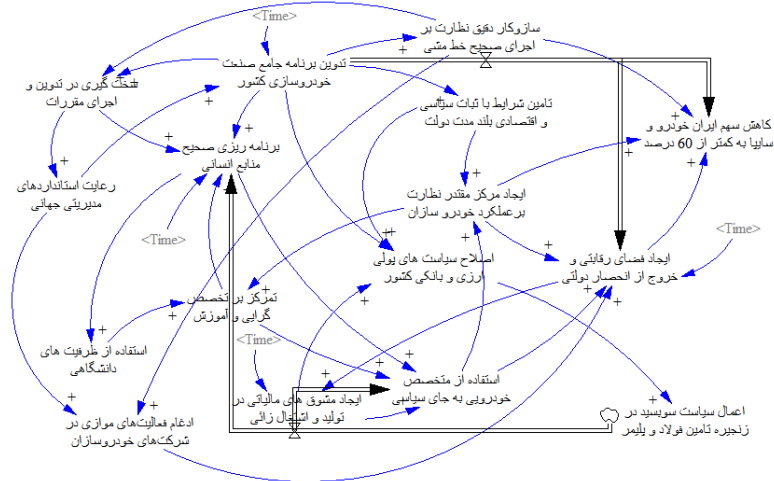 <Time>
سازوکار دقیق نظارت بر
اجرای صحیح خط مشی
تدوین برنامه جامع صنعت
خودروسازی کشور
سخت گیری در تدوین و
اجرای مقررات
تامین شرایط با ثبات سیاسی
و اقتصادی بلند مدت دولت
کاهش سهم ایران خودرو و
سایپا به کمتر از 60 درصد
برنامه ریزی صحیح
منابع انسانی
رعایت استانداردهای
مدیریتی جهانی
ایجاد مرکز مقتدر نظارت
برعملکرد خودرو سازان
<Time>
<Time>
اصلاح سیاست های پولی
ارزی و بانکی کشور
ایجاد فضای رقابتی و
خروج از انحصار دولتی
تمرکز بر تخصص
گرایی و آموزش
<Time>
استفاده از ظرفیت های
دانشگاهی
استفاده از متخصص
خودرویی به جای سیاسی
ایجاد مشوق های مالیاتی در
تولید و اشتغال زائی
اعمال سیاست سوبسید در
زنجیره تامین فولاد و پلیمر
ادغام فعالیت‌های موازی در
شرکت‌های خودروسازان